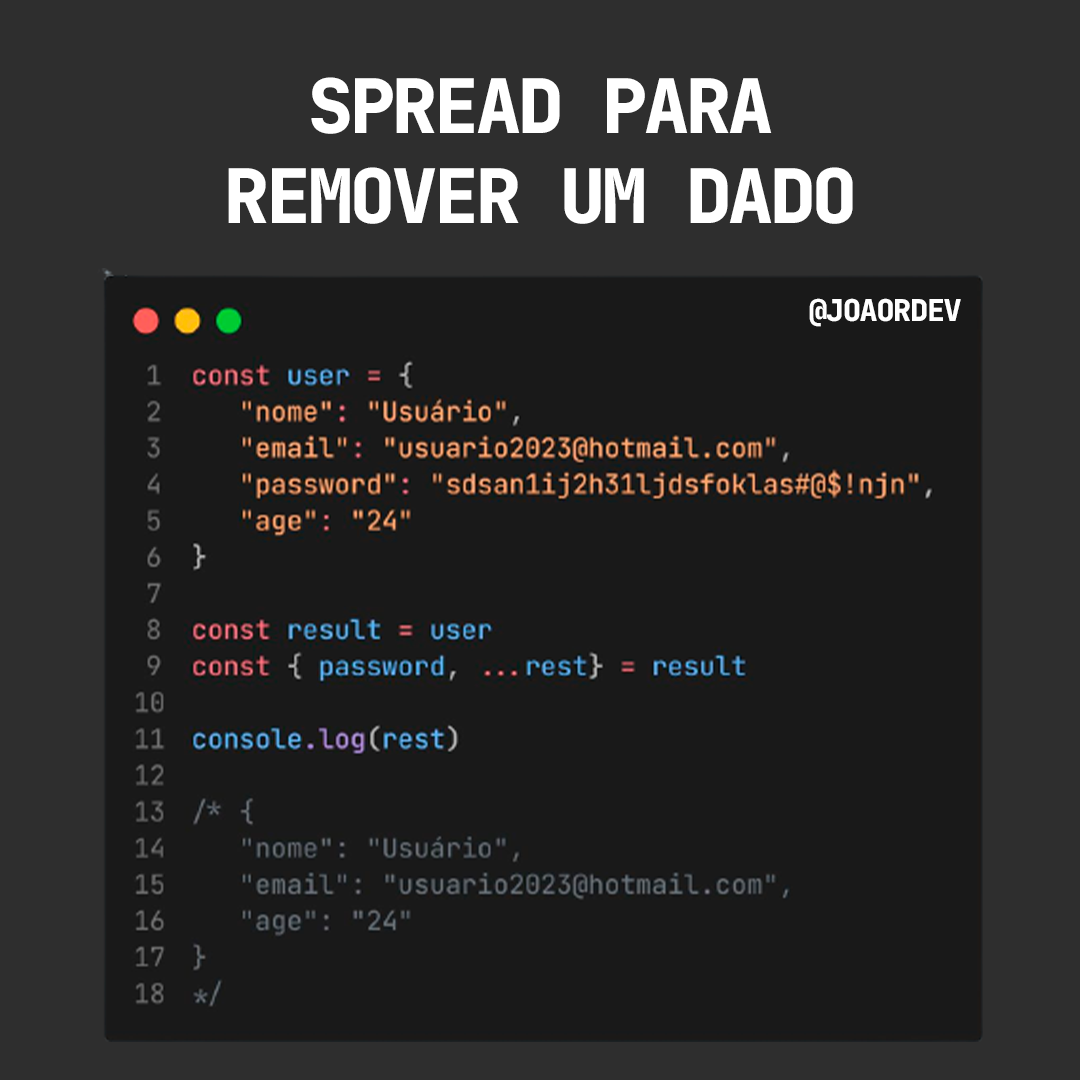 SPREAD PARA
REMOVER UM DADO
@JOAORDEV
1 const user = {
2    "nome": "Usuário",
3    "email": "usuario2023@hotmail.com",
4    "password": "sdsan1ij2h31ljdsfoklas#@$!njn",
5    "age": "24"
6 }
7
8 const result = user
9 const { password, ...rest} = result
10
11 console.log(rest)
12
13 /* {
14    "nome": "Usuário",
15    "email": "usuario2023@hotmail.com",
16    "age": "24"
17 }
18 */